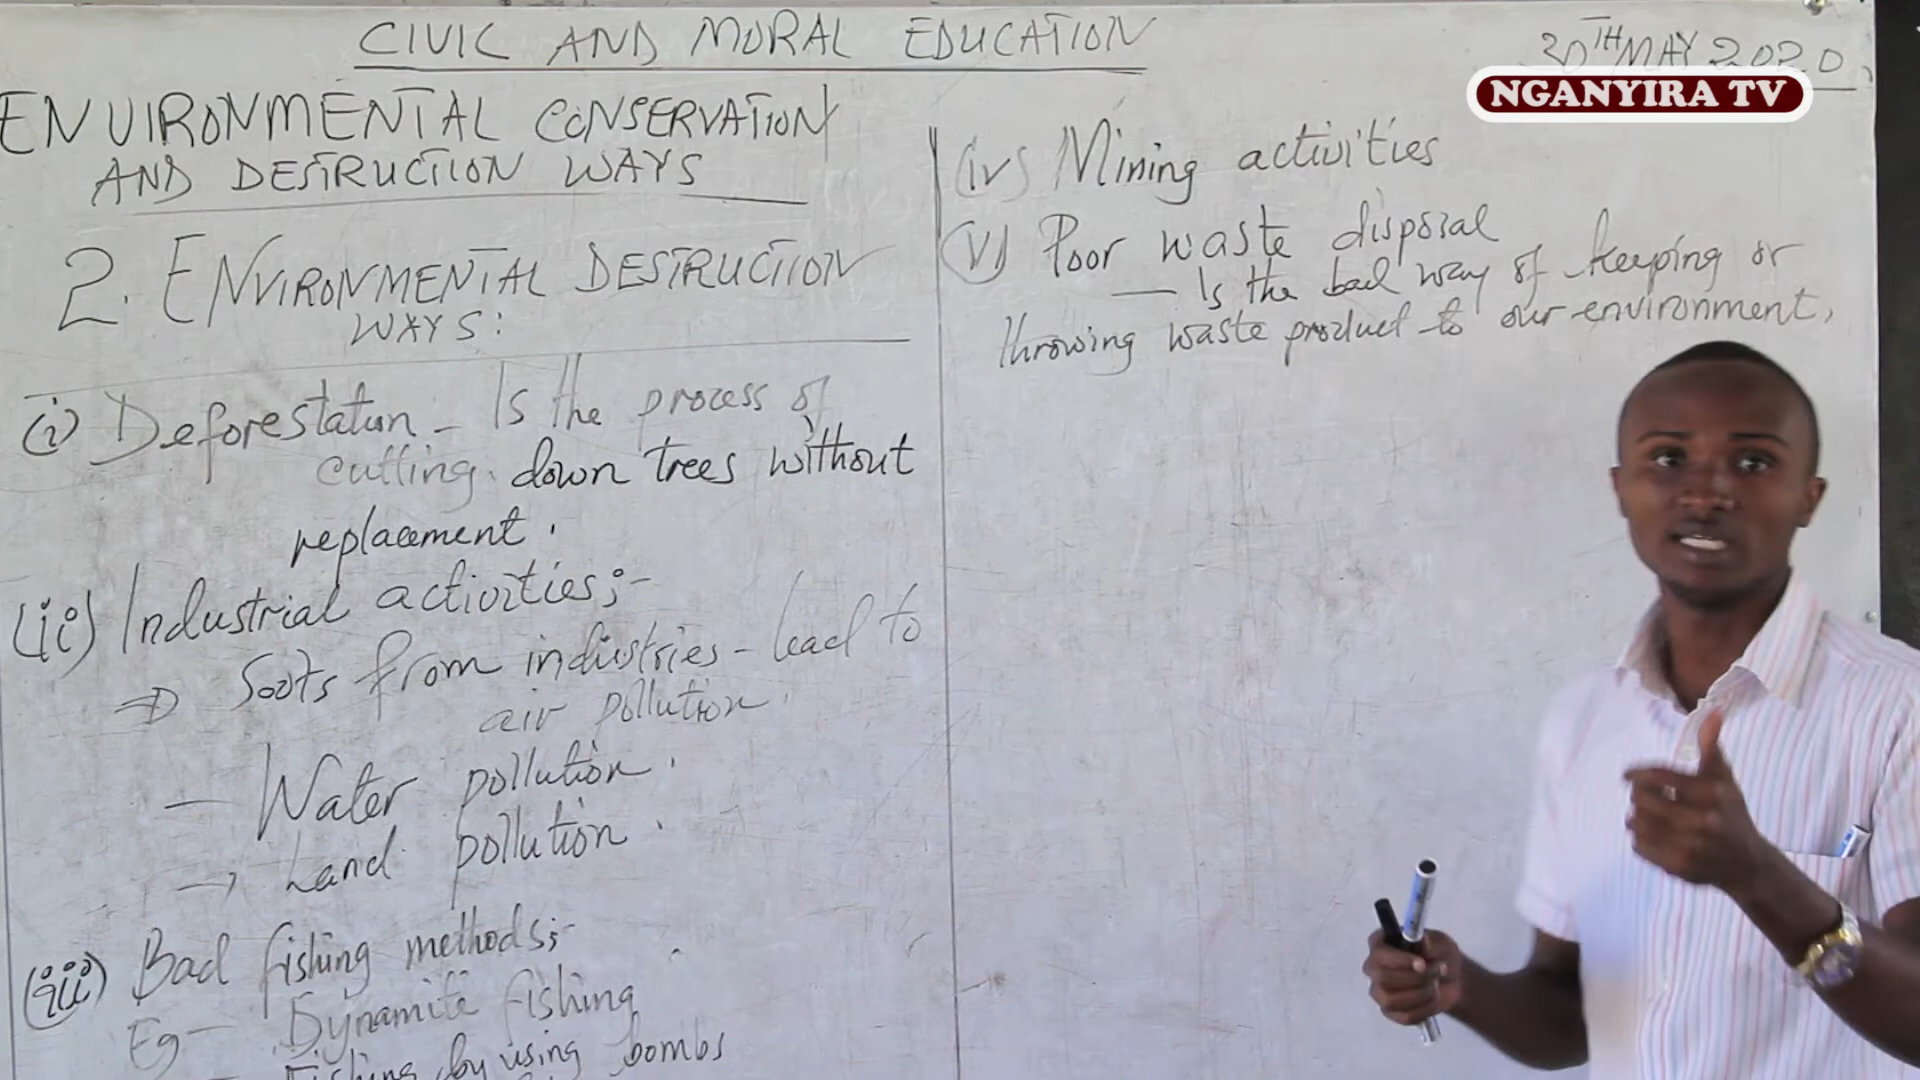 CIVIC AND MORAL EDUCATION
30TH MAY 2020
NGANYIRA TV
ENVIRONMENTAL CONSERVATION
AND DESTRUCTION WAYS
2. ENVIRONMENTAL DESTRUCTION
WAYS:
(i) Deforestation - Is the process of
cutting down trees without
replacement.
(ii) Industrial activities;-
⇒ Soots from industries - lead to
air pollution.
- Water pollution.
→ Land pollution.
(iii) Bad fishing methods;-
Eg - Dynamite fishing
- Fishing by using bombs
(iv) Mining activities
(v) Poor waste disposal
- Is the bad way of keeping or
throwing waste product to our environment.